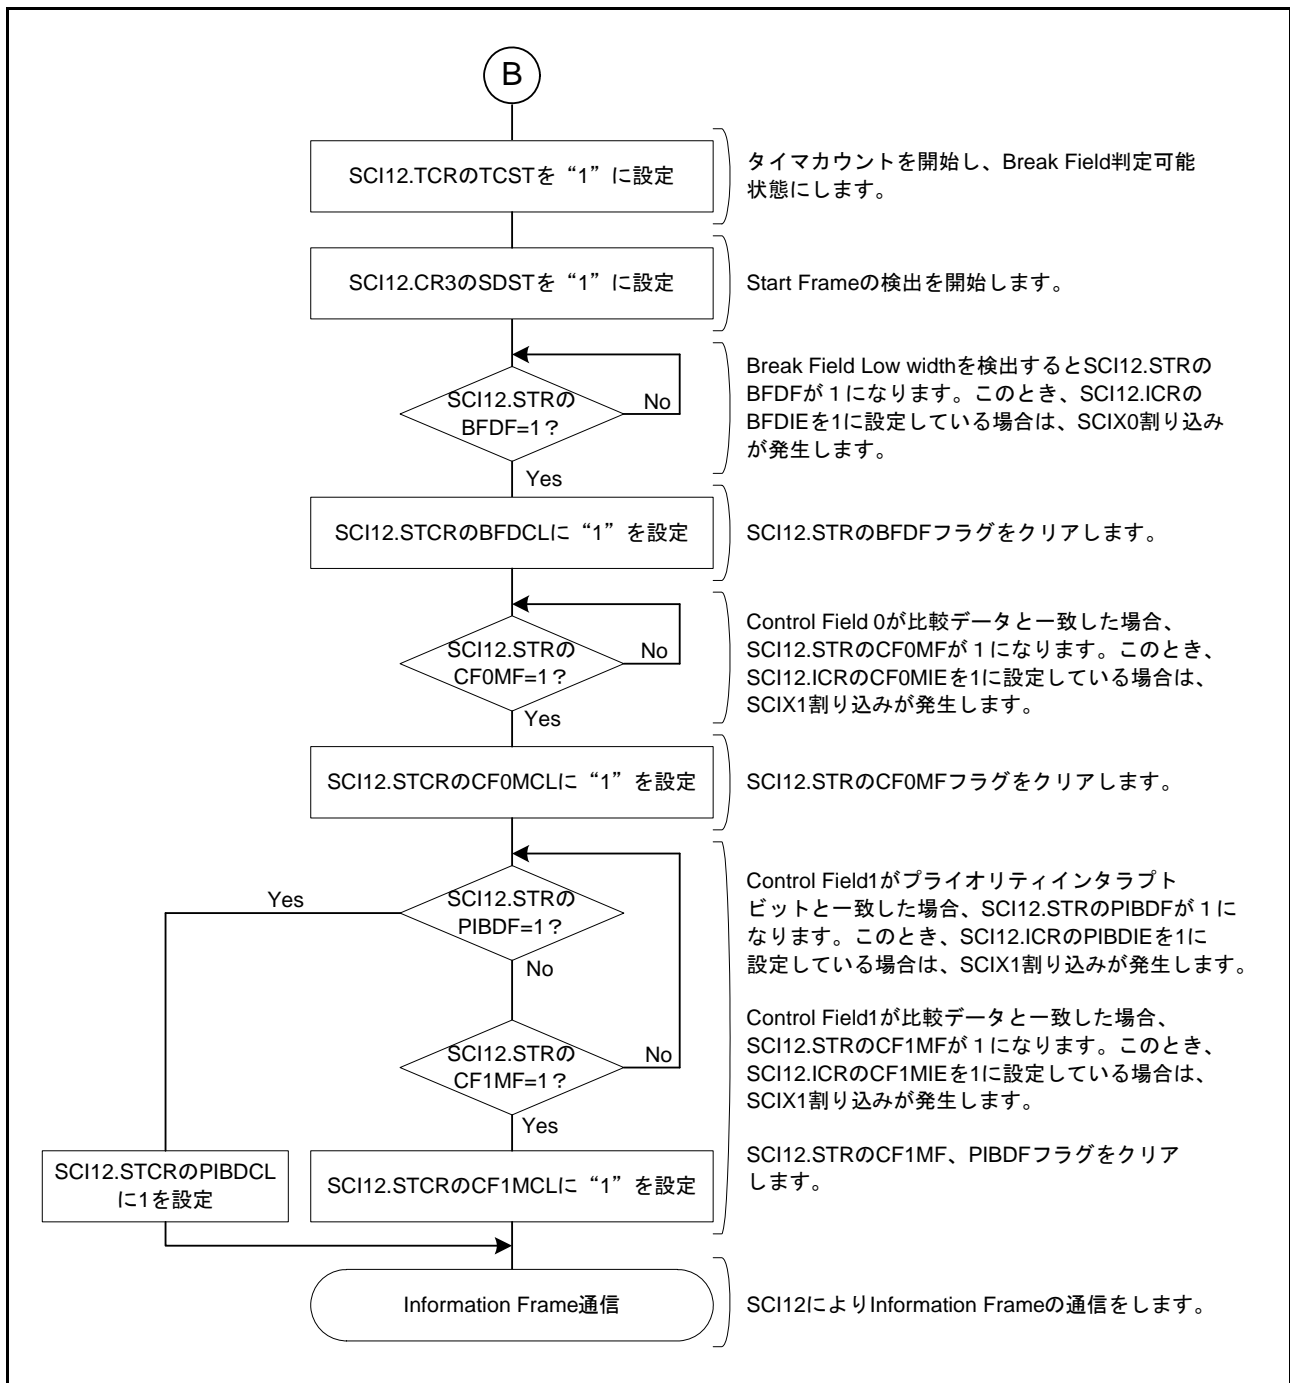 B
SCI12.TCRのTCSTを“1”に設定
タイマカウントを開始し、Break Field判定可能
状態にします。
SCI12.CR3のSDSTを“1”に設定
Start Frameの検出を開始します。
SCI12.STRの
BFDF=1？
No
Yes
Break Field Low widthを検出するとSCI12.STRの
BFDFが１になります。このとき、SCI12.ICRの
BFDIEを1に設定している場合は、SCIX0割り込み
が発生します。
SCI12.STCRのBFDCLに“1”を設定
SCI12.STRのBFDFフラグをクリアします。
SCI12.STRの
CF0MF=1？
No
Yes
Control Field 0が比較データと一致した場合、
SCI12.STRのCF0MFが１になります。このとき、
SCI12.ICRのCF0MIEを1に設定している場合は、
SCIX1割り込みが発生します。
SCI12.STCRのCF0MCLに“1”を設定
SCI12.STRのCF0MFフラグをクリアします。
SCI12.STRの
PIBDF=1？
Yes
No
Control Field1がプライオリティインタラプト
ビットと一致した場合、SCI12.STRのPIBDFが１に
なります。このとき、SCI12.ICRのPIBDIEを1に
設定している場合は、SCIX1割り込みが発生します。
SCI12.STRの
CF1MF=1？
No
Yes
Control Field1が比較データと一致した場合、
SCI12.STRのCF1MFが１になります。このとき、
SCI12.ICRのCF1MIEを1に設定している場合は、
SCIX1割り込みが発生します。
SCI12.STCRのPIBDCL
に1を設定
SCI12.STCRのCF1MCLに“1”を設定
SCI12.STRのCF1MF、PIBDFフラグをクリア
します。
Information Frame通信
SCI12によりInformation Frameの通信をします。